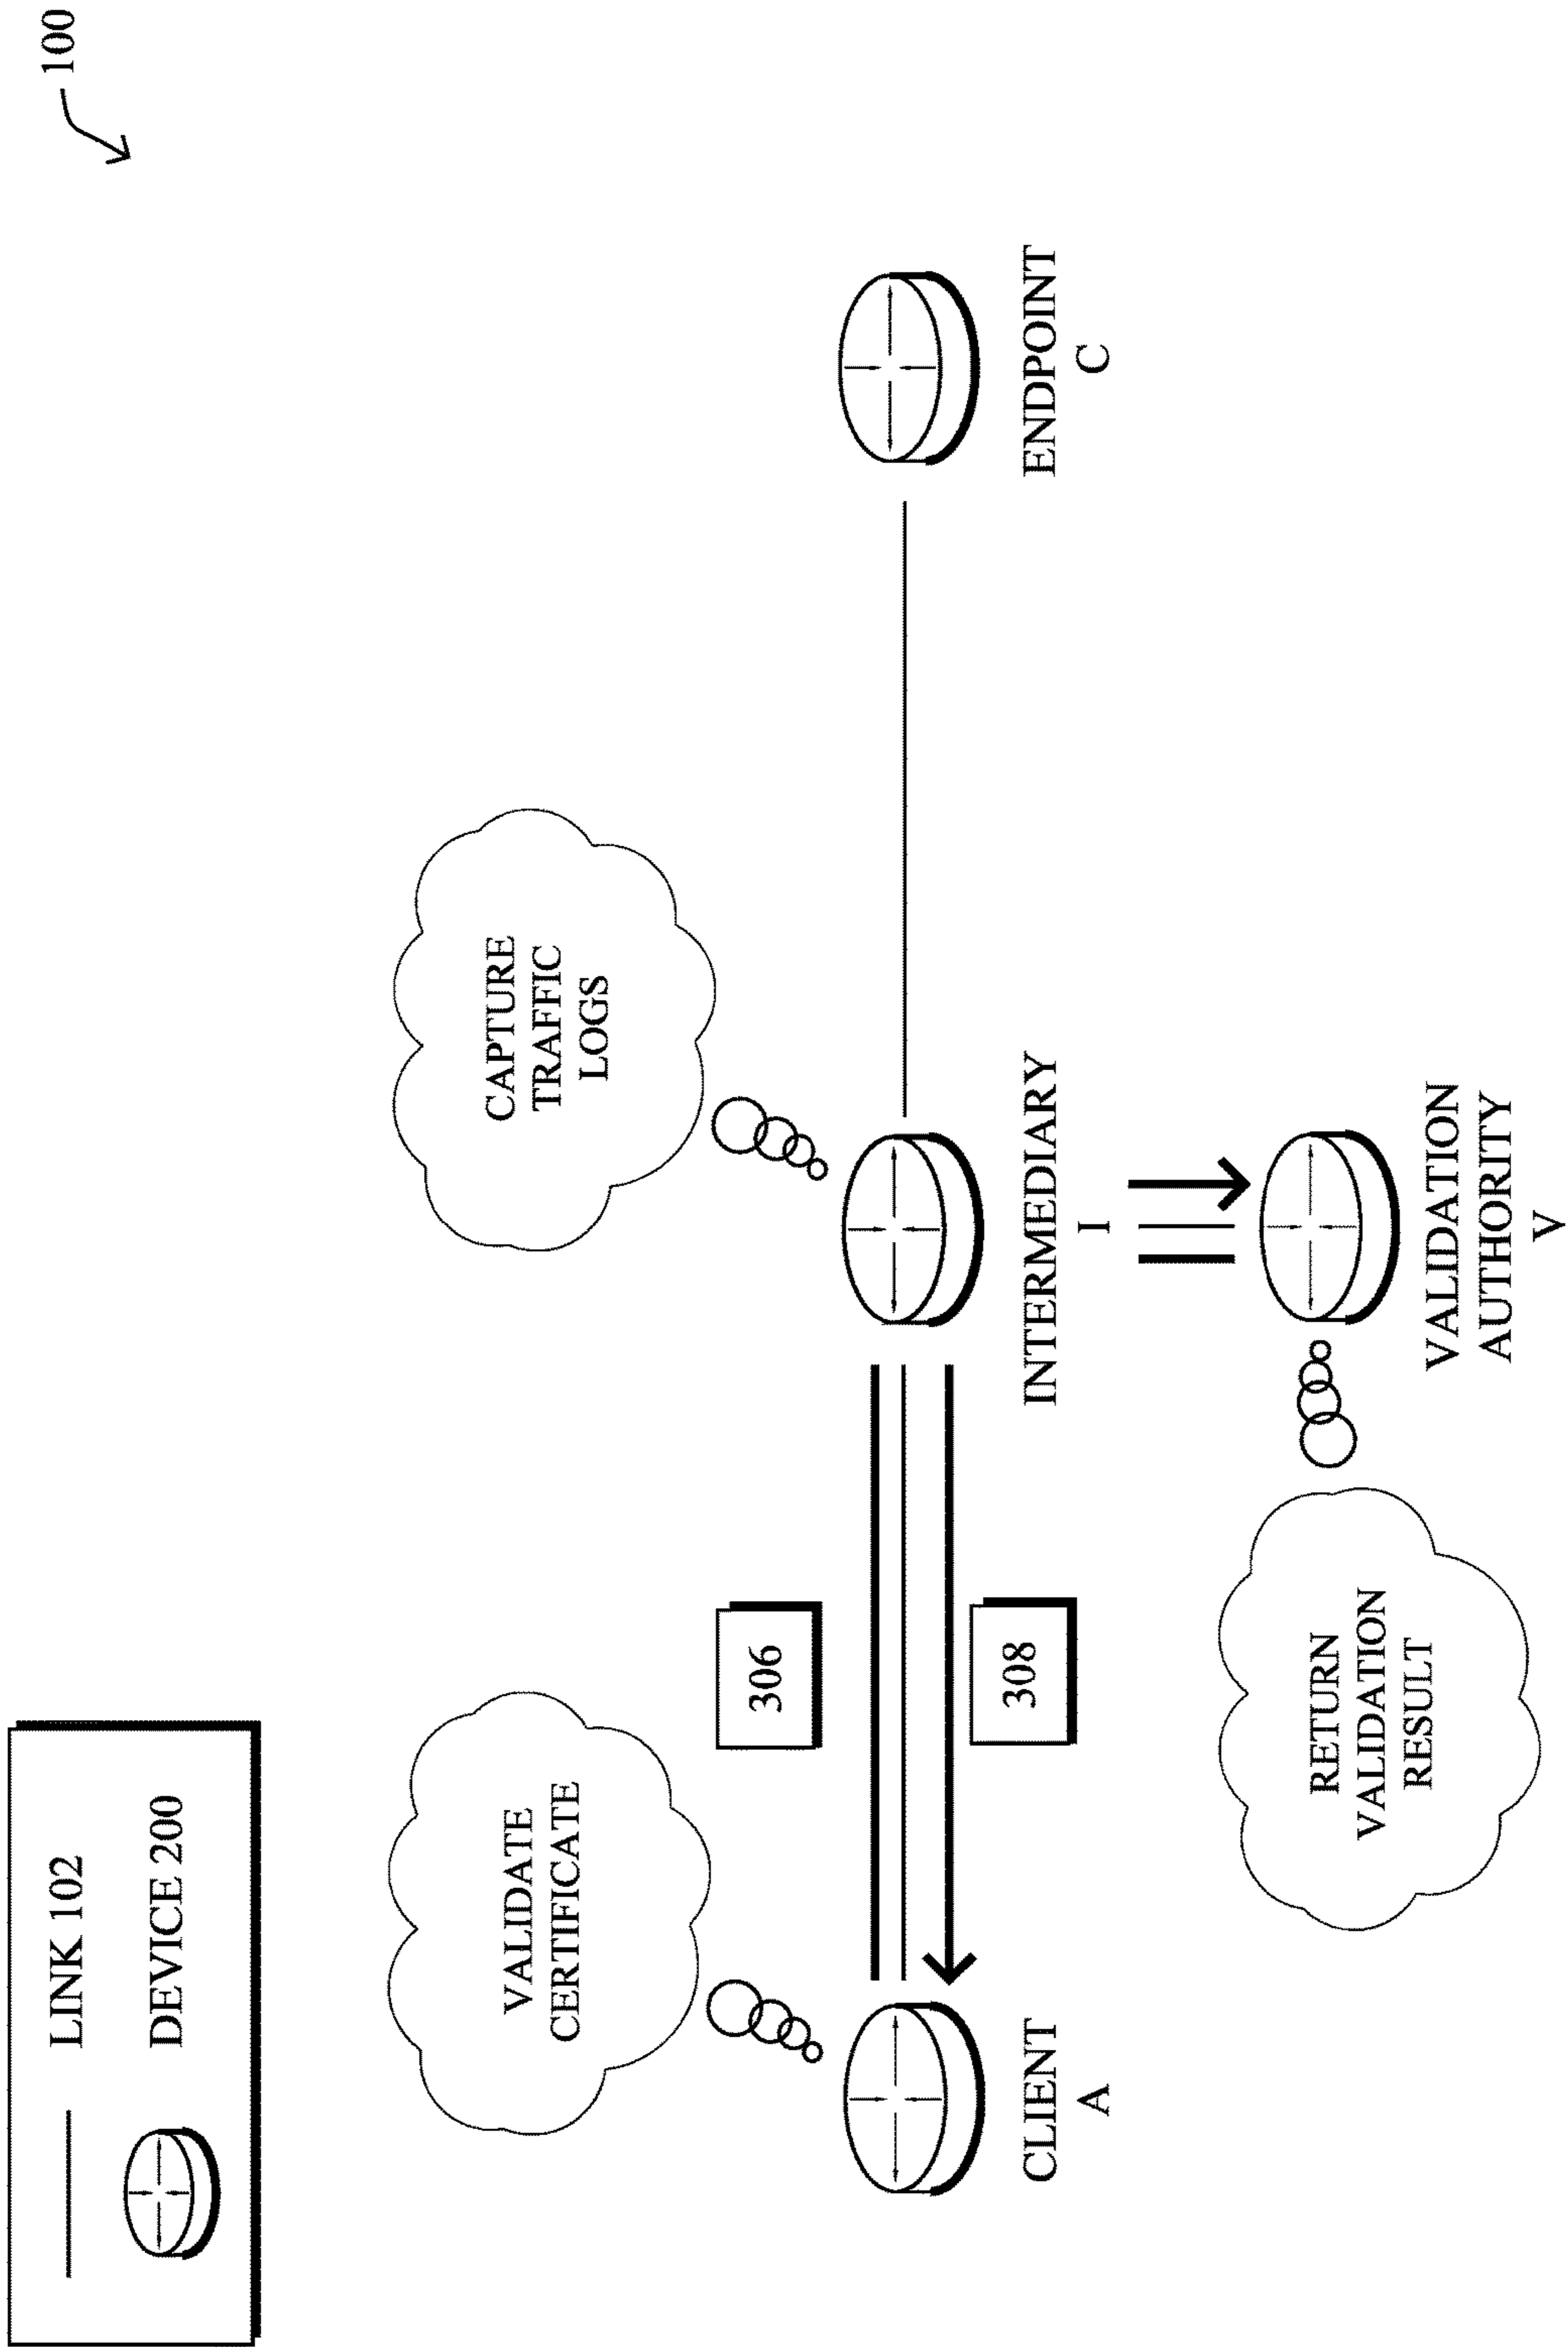 100
LINK 102
DEVICE 200
VALIDATE
CERTIFICATE
CAPTURE
TRAFFIC
LOGS
306
308
CLIENT
A
INTERMEDIARY
I
ENDPOINT
C
RETURN
VALIDATION
RESULT
VALIDATION
AUTHORITY
V